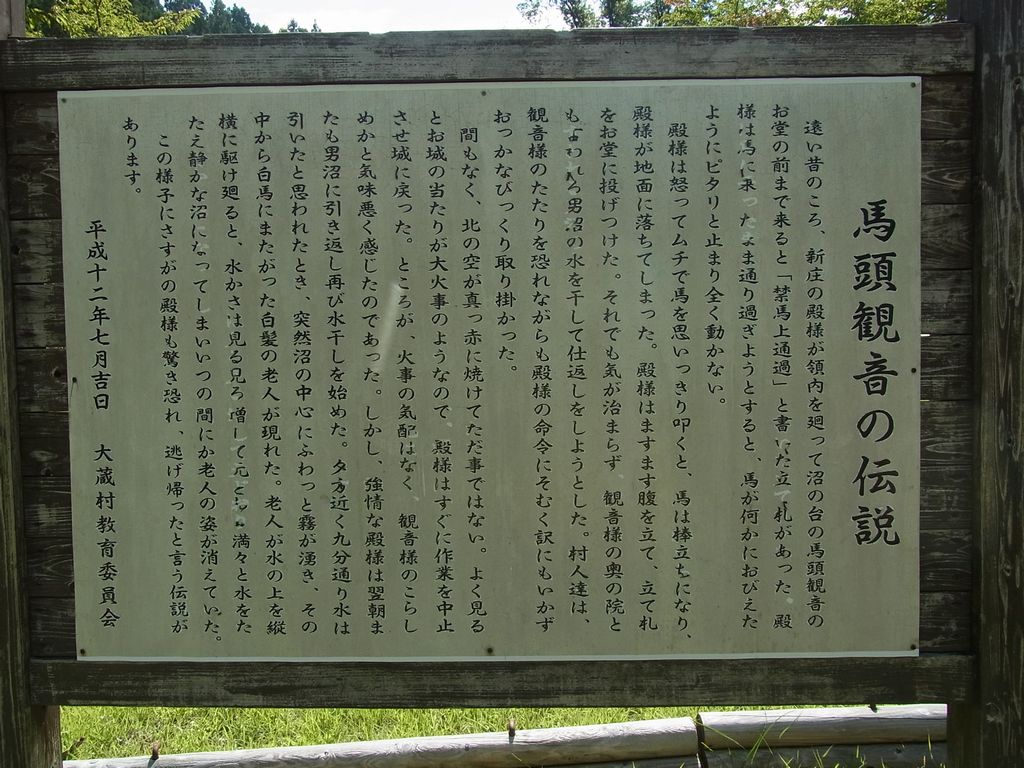 馬頭観音の伝説
遠い昔のころ、新庄の殿様が領内を廻って沼の台の馬頭観音の
お堂の前まで来ると「禁馬上通過」と書いた立て札があった。殿
様は馬に乗ったまま通り過ぎようとすると、馬が何かにおびえた
ようにピタリと止まり全く動かない。
殿様は怒ってムチで馬を思いっきり叩くと、馬は棒立ちになり、
殿様が地面に落ちてしまった。殿様はますます腹を立て、立て札
をお堂に投げつけた。それでも気が治まらず、観音様の奥の院と
もいわれる男沼の水を干して仕返しをしようとした。村人達は、
観音様のたたりを恐れながらも殿様の命令にそむく訳にもいかず
おっかなびっくり取り掛かった。
間もなく、北の空が真っ赤に焼けてただ事ではない。よく見る
とお城の当たりが大火事のようなので、殿様はすぐに作業を中止
させ城に戻った。ところが、火事の気配はなく、観音様のこらし
めかと気味悪く感じたのであった。しかし、強情な殿様は翌朝ま
たも男沼に引き返し再び水干しを始めた。夕方近く九分通り水は
引いたと思われたとき、突然沼の中心にふわっと霧が湧き、その
中から白馬にまたがった白髪の老人が現れた。老人が水の上を縦
横に駆け廻ると、水かさは見る見る増して元どおり満々と水をた
たえ静かな沼になってしまいいつの間にか老人の姿が消えていた。
この様子にさすがの殿様も驚き恐れ、逃げ帰ったと言う伝説が
あります。
平成十二年七月吉日　大蔵村教育委員会